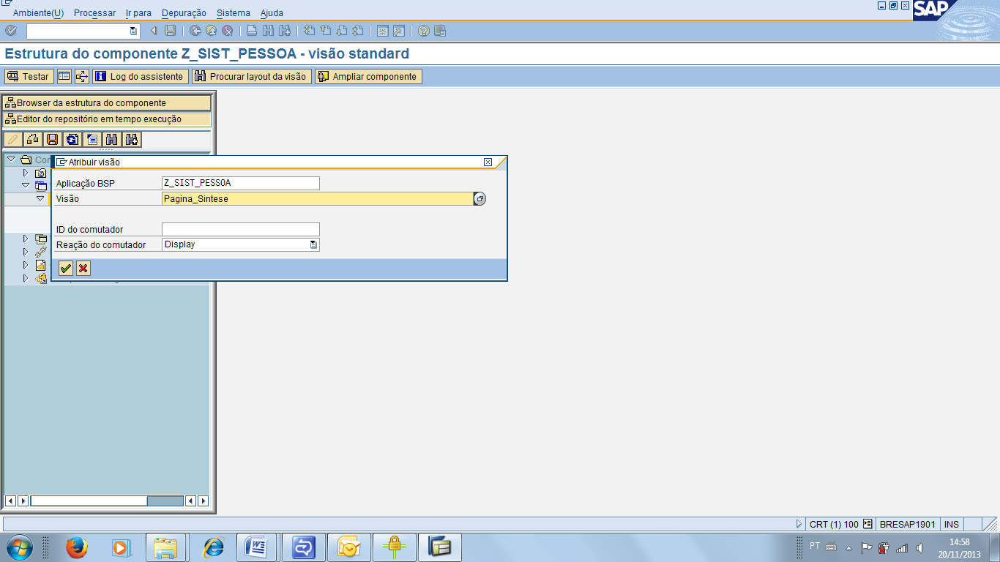 Ambiente(U) Processar Ir para Depuração Sistema Ajuda
SAP
Estrutura do componente Z_SIST_PESSOA - visão standard
Testar Log do assistente Procurar layout da visão Ampliar componente
Browser da estrutura do componente
Editor do repositório em tempo execução
Com
Atribuir visão
Aplicação BSP Z_SIST_PESSOA
Visão Pagina_Sintese
ID do comutador
Reação do comutador Display
CRT (1) 100 BRESAP1901 INS
PT 14:58
20/11/2013